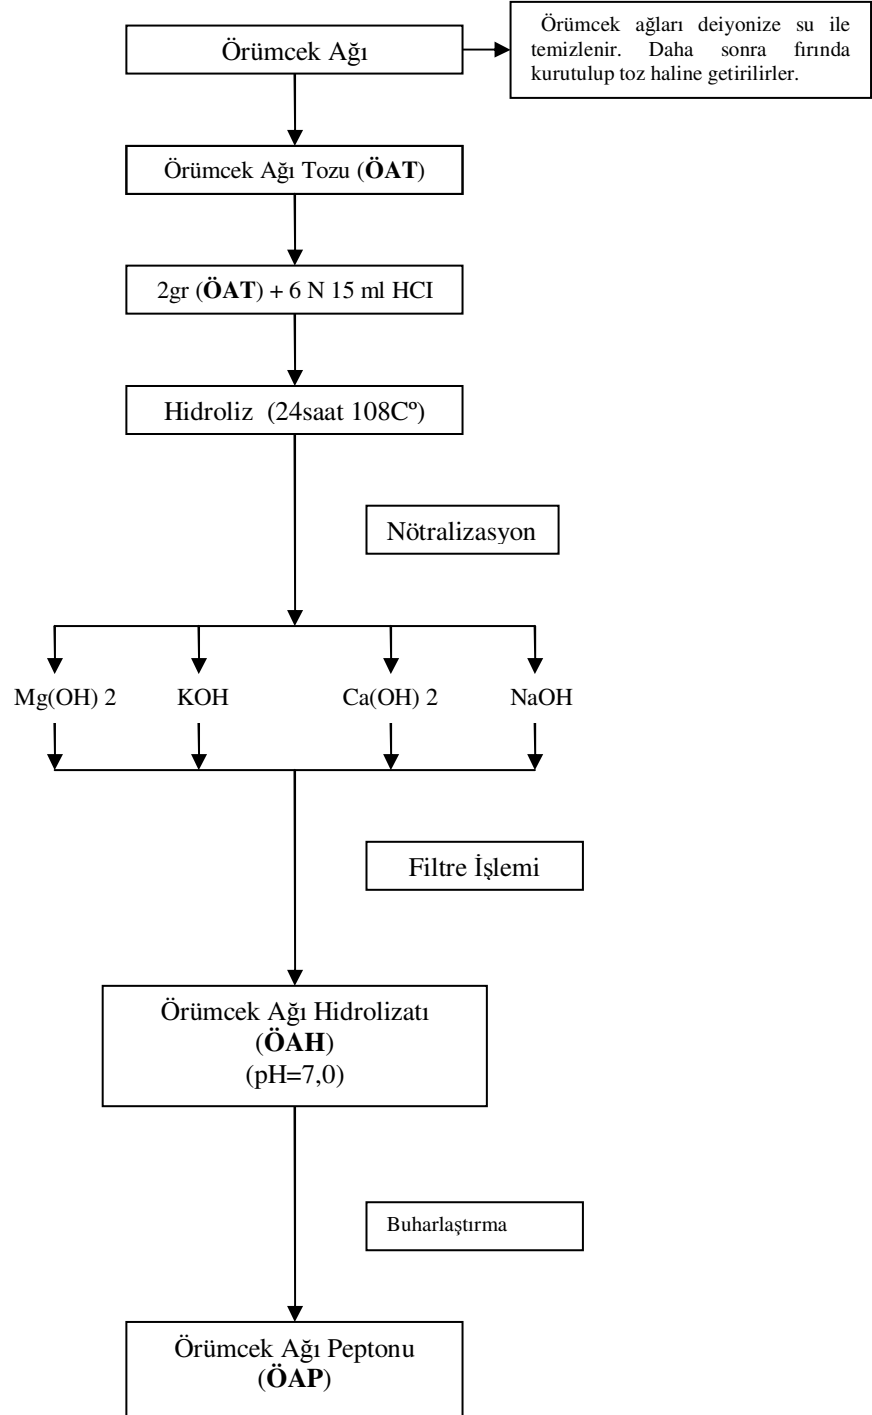 Örümcek Ağı
Örümcek ağları deiyonize su ile
temizlenir. Daha sonra fırında
kurutulup toz haline getirilirler.
Örümcek Ağı Tozu (ÖAT)
2gr (ÖAT) + 6 N 15 ml HCI
Hidroliz (24saat 108Cº)
Nötralizasyon
Mg(OH) 2 KOH Ca(OH) 2 NaOH
Filtre İşlemi
Örümcek Ağı Hidrolizatı
(ÖAH)
(pH=7,0)
Buharlaştırma
Örümcek Ağı Peptonu
(ÖAP)